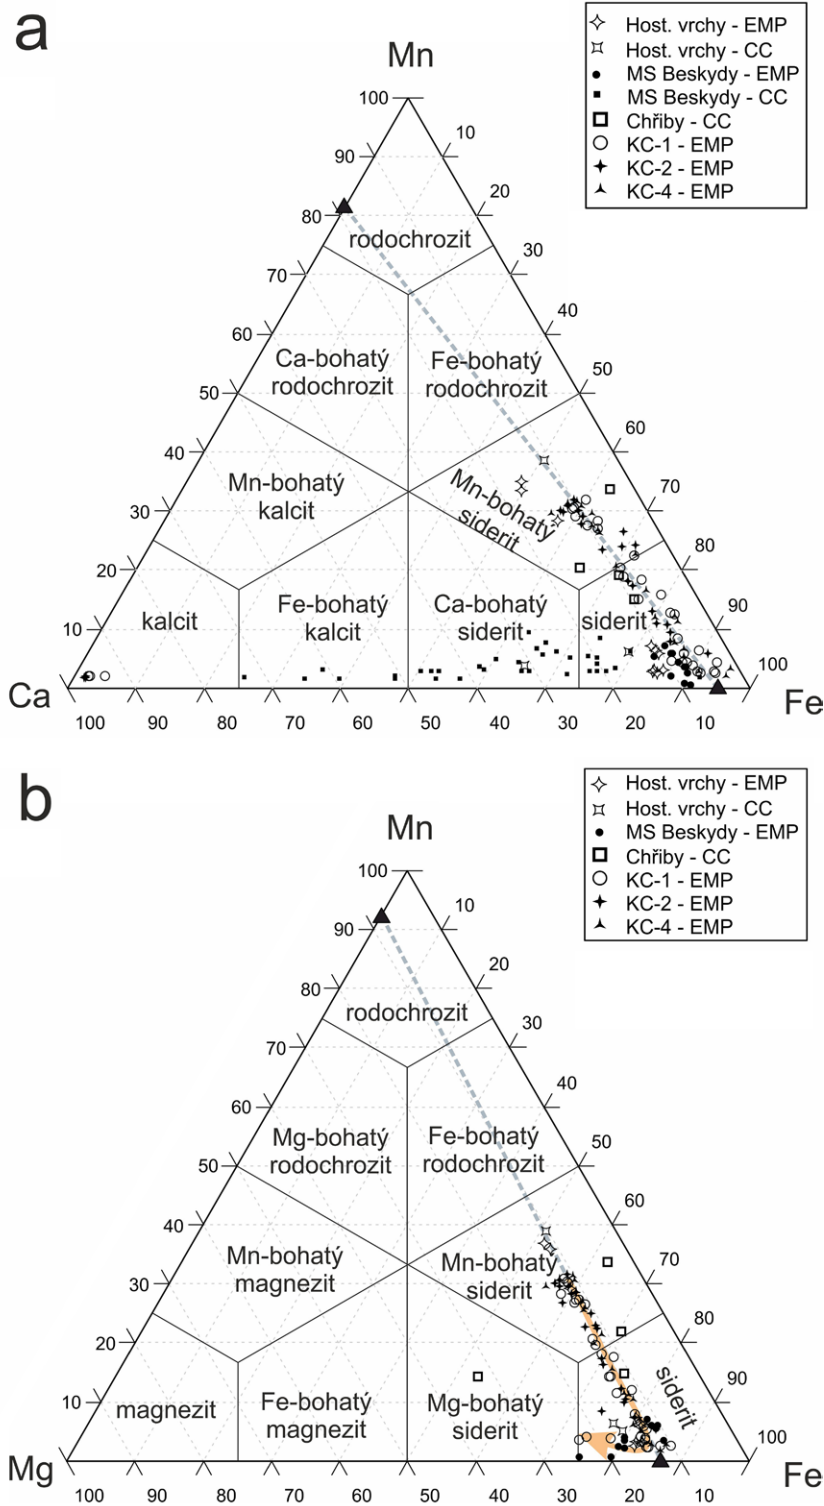 a
Mn
Host. vrchy - EMP
Host. vrchy - CC
MS Beskydy - EMP
MS Beskydy - CC
Chřiby - CC
KC-1 - EMP
KC-2 - EMP
KC-4 - EMP
100
10
90
20
80
rodochrozit
30
70
40
60
Ca-bohatý
rodochrozit
Fe-bohatý
rodochrozit
50
50
60
40
Mn-bohatý
kalcit
Mn-bohatý
siderit
70
30
80
20
kalcit
Fe-bohatý
kalcit
Ca-bohatý
siderit
siderit
90
10
100
Ca
Fe
100 90 80 70 60 50 40 30 20 10
b
Mn
Host. vrchy - EMP
Host. vrchy - CC
MS Beskydy - EMP
Chřiby - CC
KC-1 - EMP
KC-2 - EMP
KC-4 - EMP
100
10
90
20
80
rodochrozit
30
70
40
60
Mg-bohatý
rodochrozit
Fe-bohatý
rodochrozit
50
50
60
40
Mn-bohatý
magnezit
Mn-bohatý
siderit
70
30
80
20
magnezit
Fe-bohatý
magnezit
Mg-bohatý
siderit
siderit
90
10
100
Mg
Fe
100 90 80 70 60 50 40 30 20 10